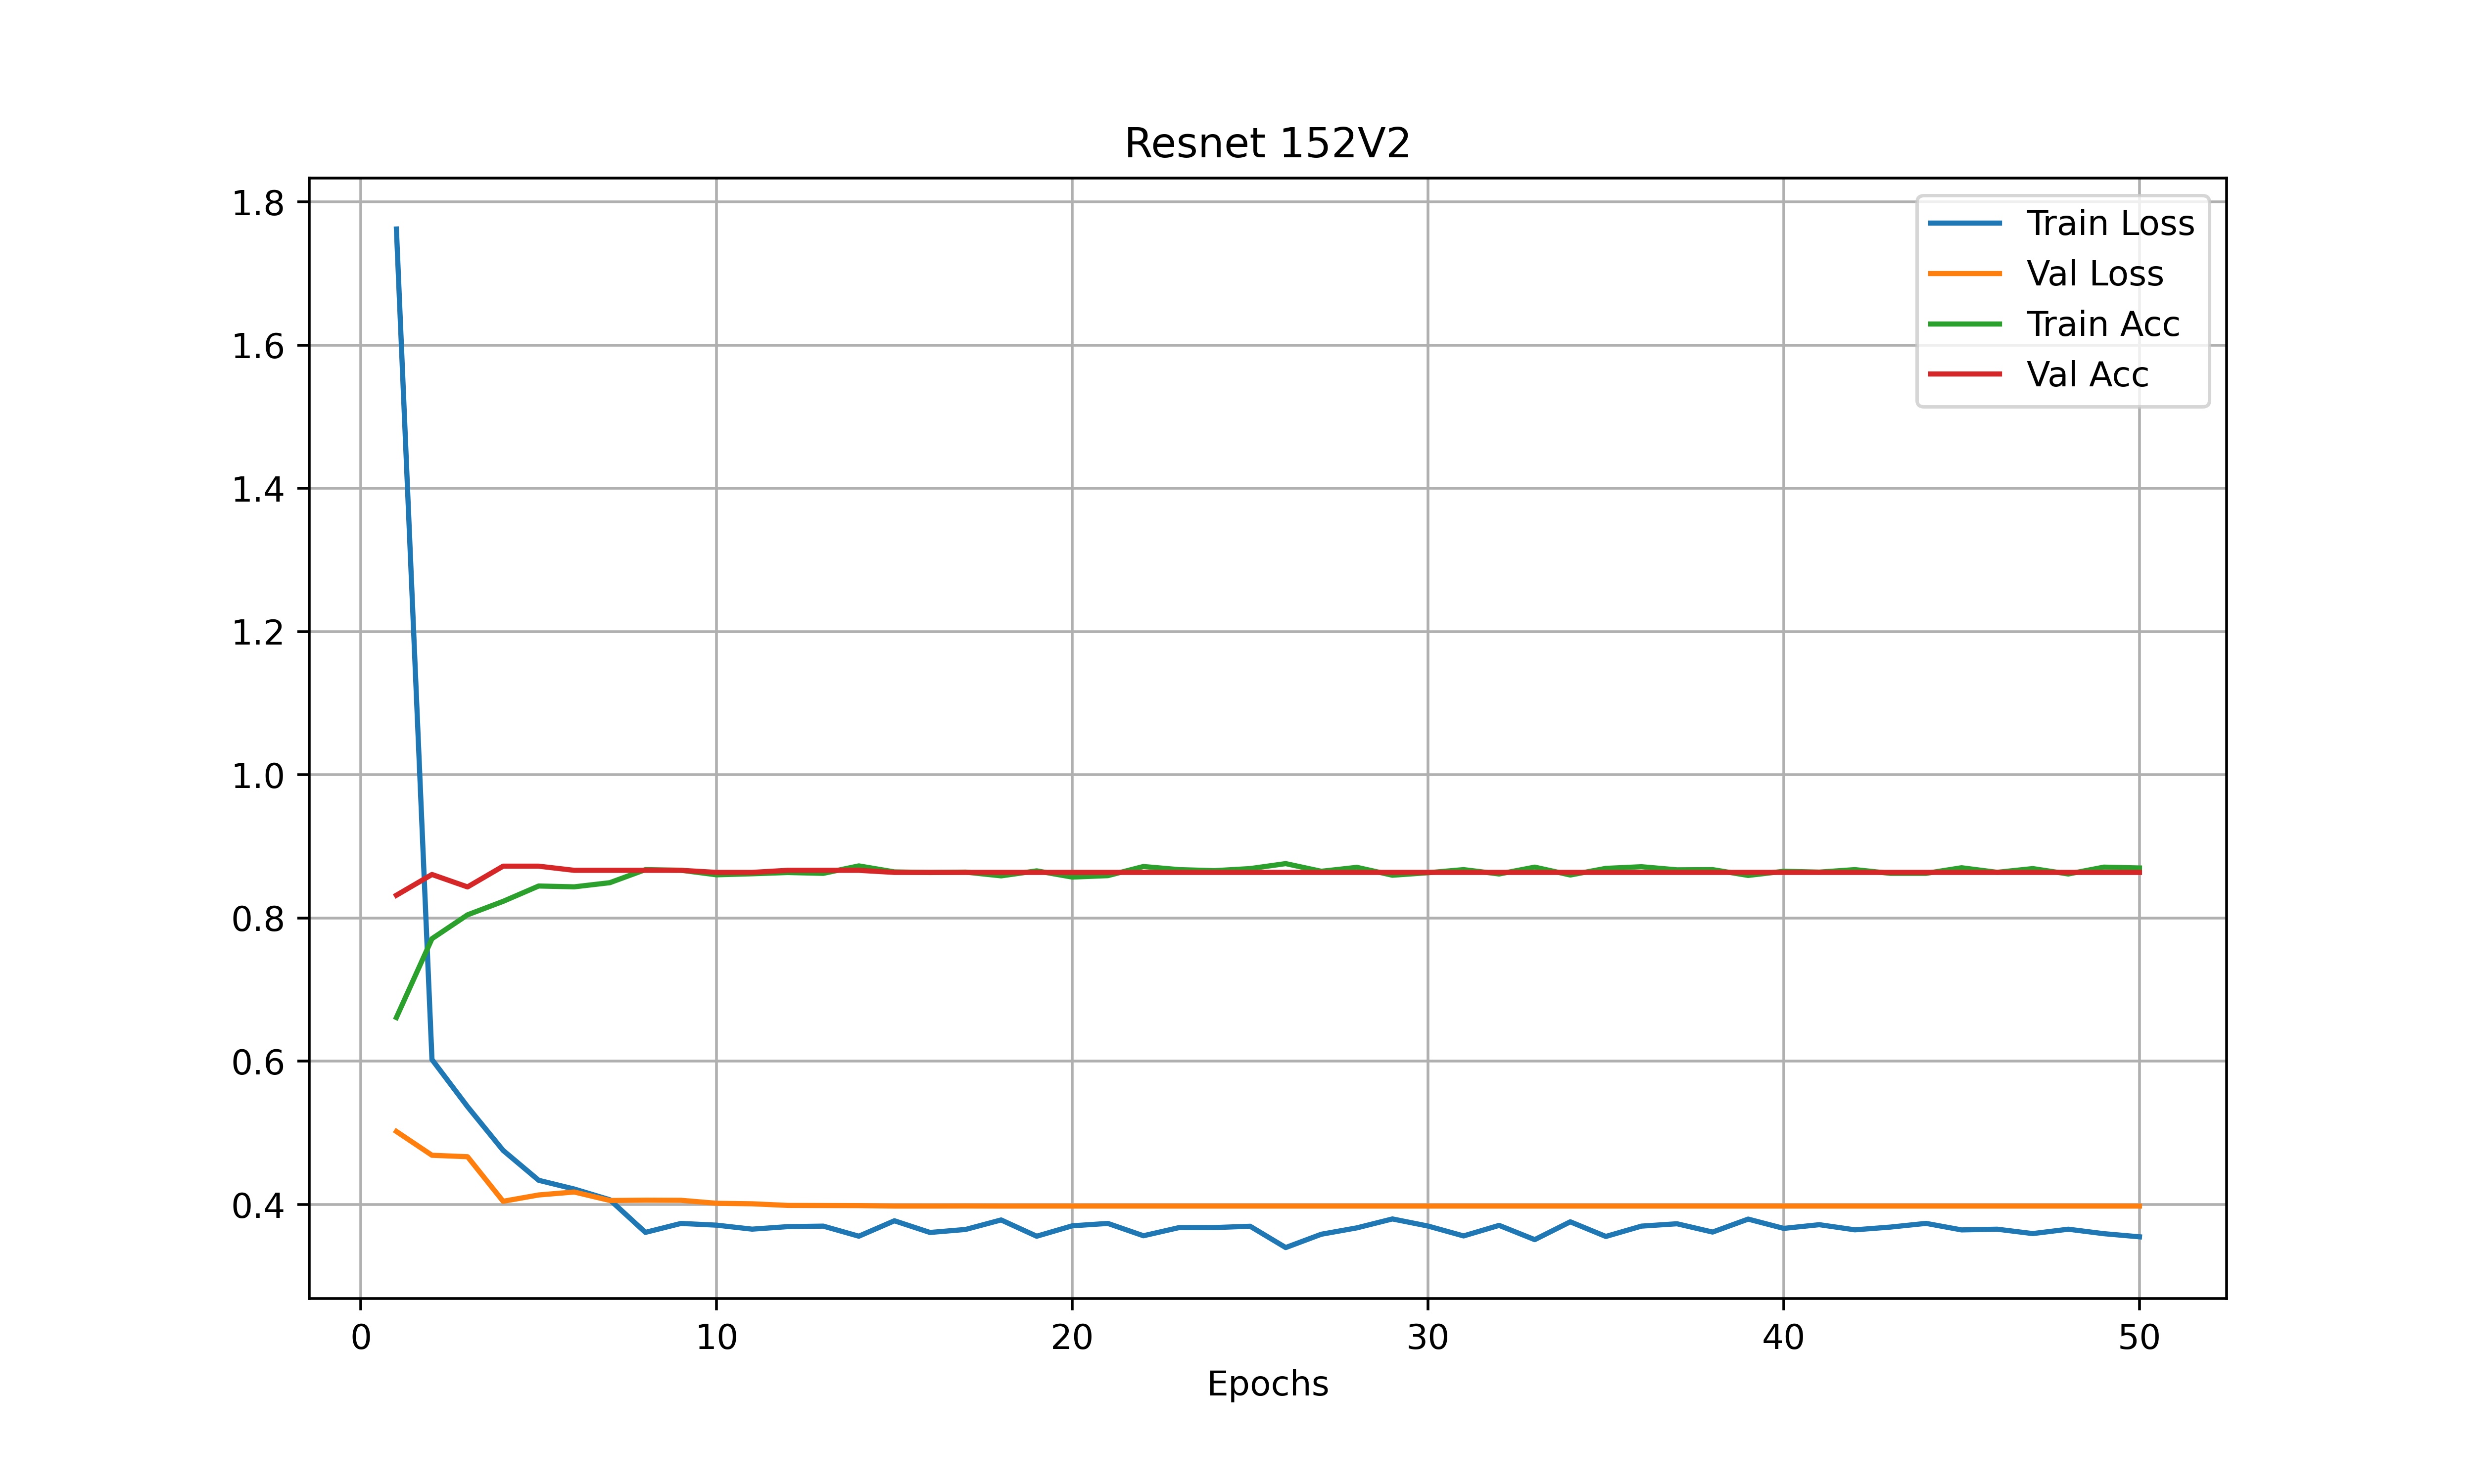 Resnet 152V2
1.8
1.6
1.4
1.2
1.0
0.8
0.6
0.4
Train Loss
Val Loss
Train Acc
Val Acc
0 10 20 30 40 50
Epochs